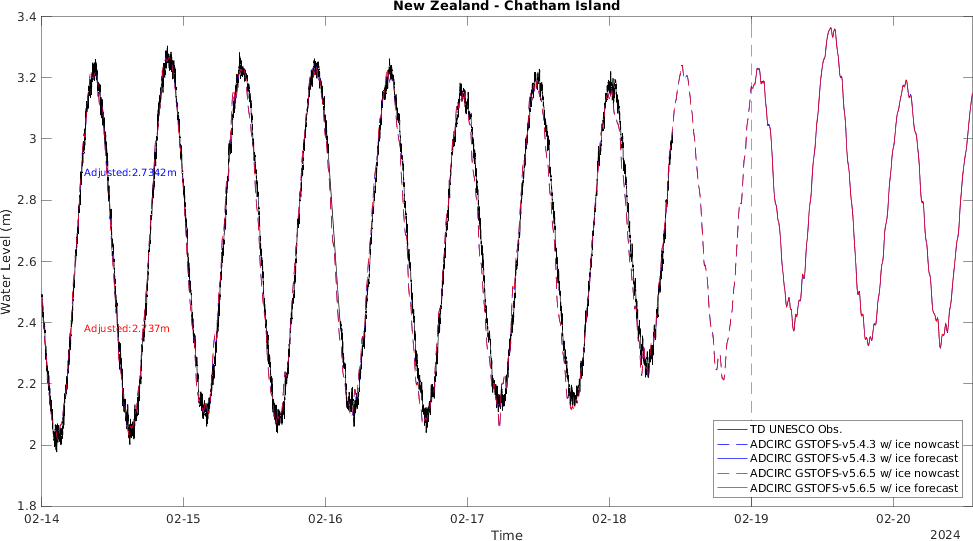 New Zealand - Chatham Island
3.4
3.2
3
2.8
2.6
2.4
2.2
2
1.8
Water Level (m)
Adjusted:2.7342m
Adjusted:2.737m
TD UNESCO Obs.
ADCIRC GSTOFS-v5.4.3 w/ ice nowcast
ADCIRC GSTOFS-v5.4.3 w/ ice forecast
ADCIRC GSTOFS-v5.6.5 w/ ice nowcast
ADCIRC GSTOFS-v5.6.5 w/ ice forecast
02-14 02-15 02-16 02-17 02-18 02-19 02-20
Time
2024